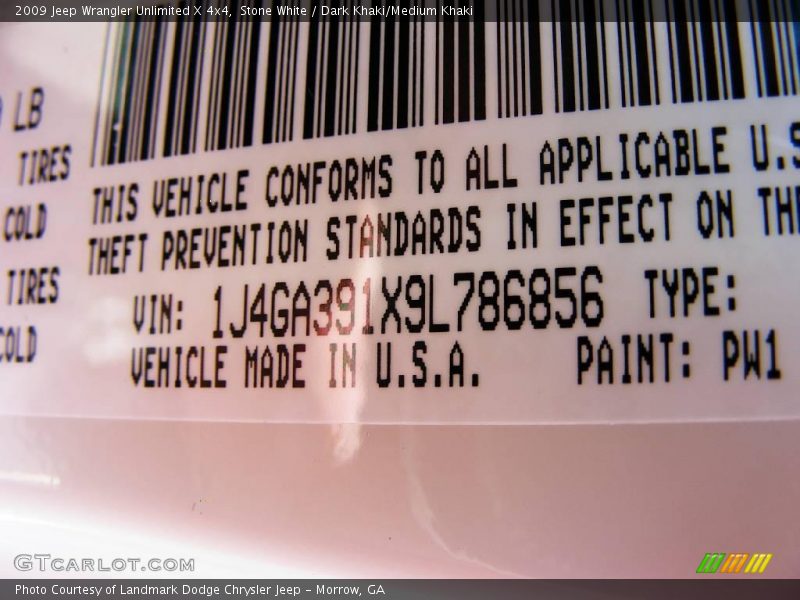 2009 Jeep Wrangler Unlimited X 4x4, Stone White / Dark Khaki/Medium Khaki
LB
TIRES
COLD
TIRES
COLD
THIS VEHICLE CONFORMS TO ALL APPLICABLE U.S
THEFT PREVENTION STANDARDS IN EFFECT ON THE
VIN: 1J4GA391X9L786856 TYPE:
VEHICLE MADE IN U.S.A. PAINT: PW1
GTCARLOT.COM
Photo Courtesy of Landmark Dodge Chrysler Jeep - Morrow, GA